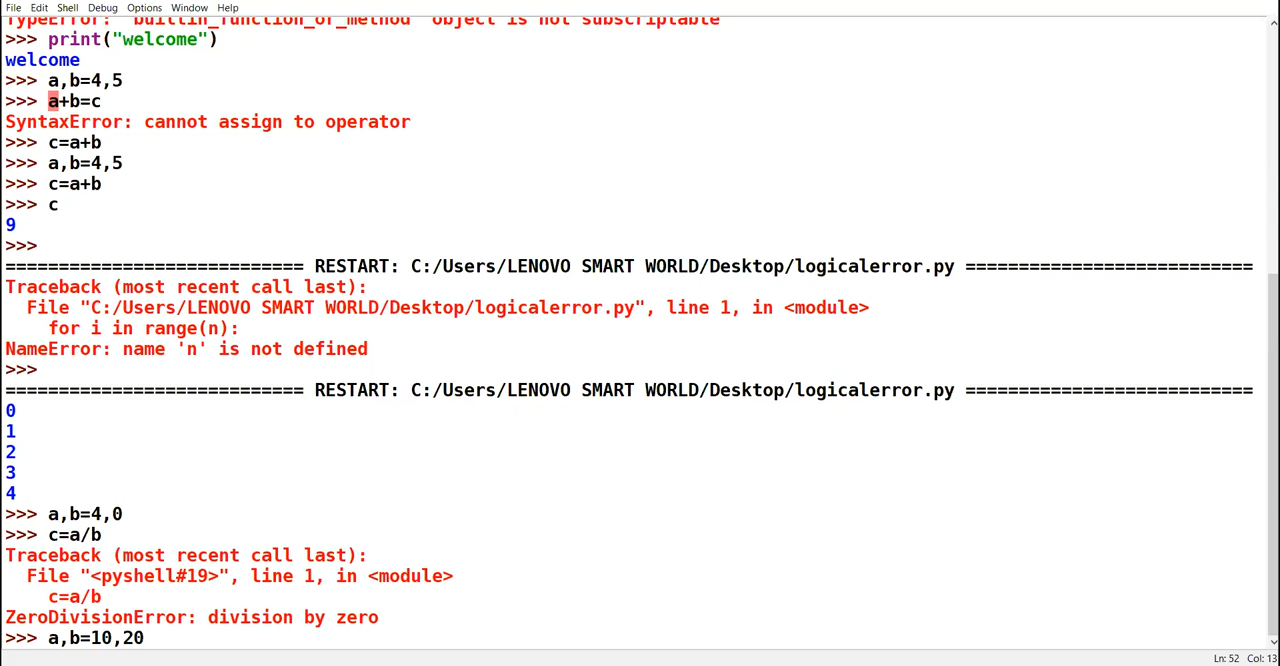 File Edit Shell Debug Options Window Help
TypeError: 'builtin_function_or_method' object is not subscriptable
>>> print("welcome")
welcome
>>> a,b=4,5
>>> a+b=c
SyntaxError: cannot assign to operator
>>> c=a+b
>>> a,b=4,5
>>> c=a+b
>>> c
9
>>>
============================ RESTART: C:/Users/LENOVO SMART WORLD/Desktop/logicalerror.py ===========================
Traceback (most recent call last):
  File "C:/Users/LENOVO SMART WORLD/Desktop/logicalerror.py", line 1, in <module>
    for i in range(n):
NameError: name 'n' is not defined
>>>
============================ RESTART: C:/Users/LENOVO SMART WORLD/Desktop/logicalerror.py ===========================
0
1
2
3
4
>>> a,b=4,0
>>> c=a/b
Traceback (most recent call last):
  File "<pyshell#19>", line 1, in <module>
    c=a/b
ZeroDivisionError: division by zero
>>> a,b=10,20
Ln: 52 Col: 13